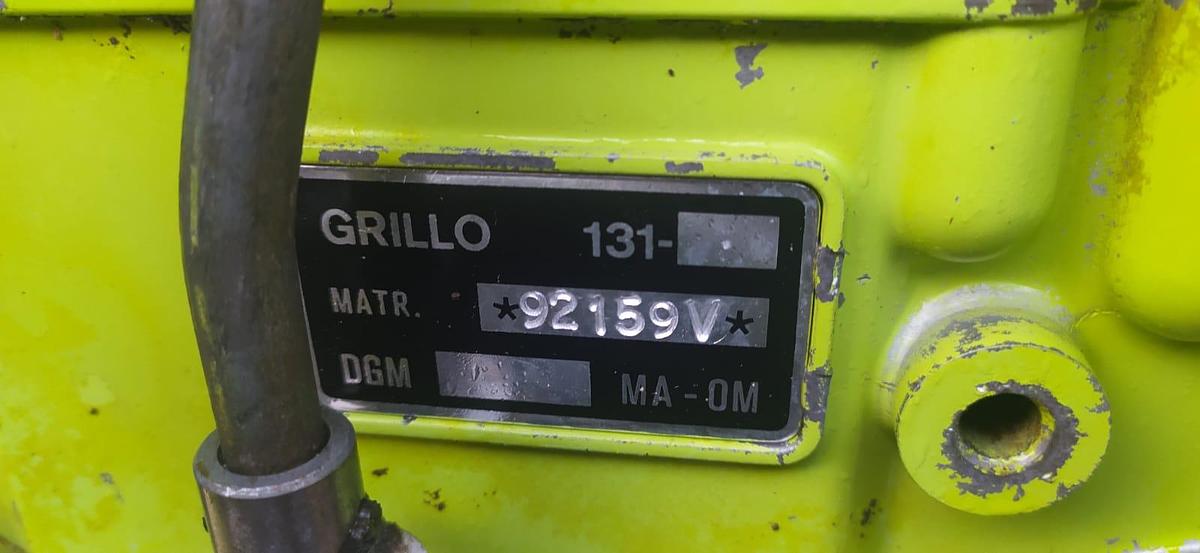 GRILLO 131-
MATR. *92159V*
DGM MA-OM